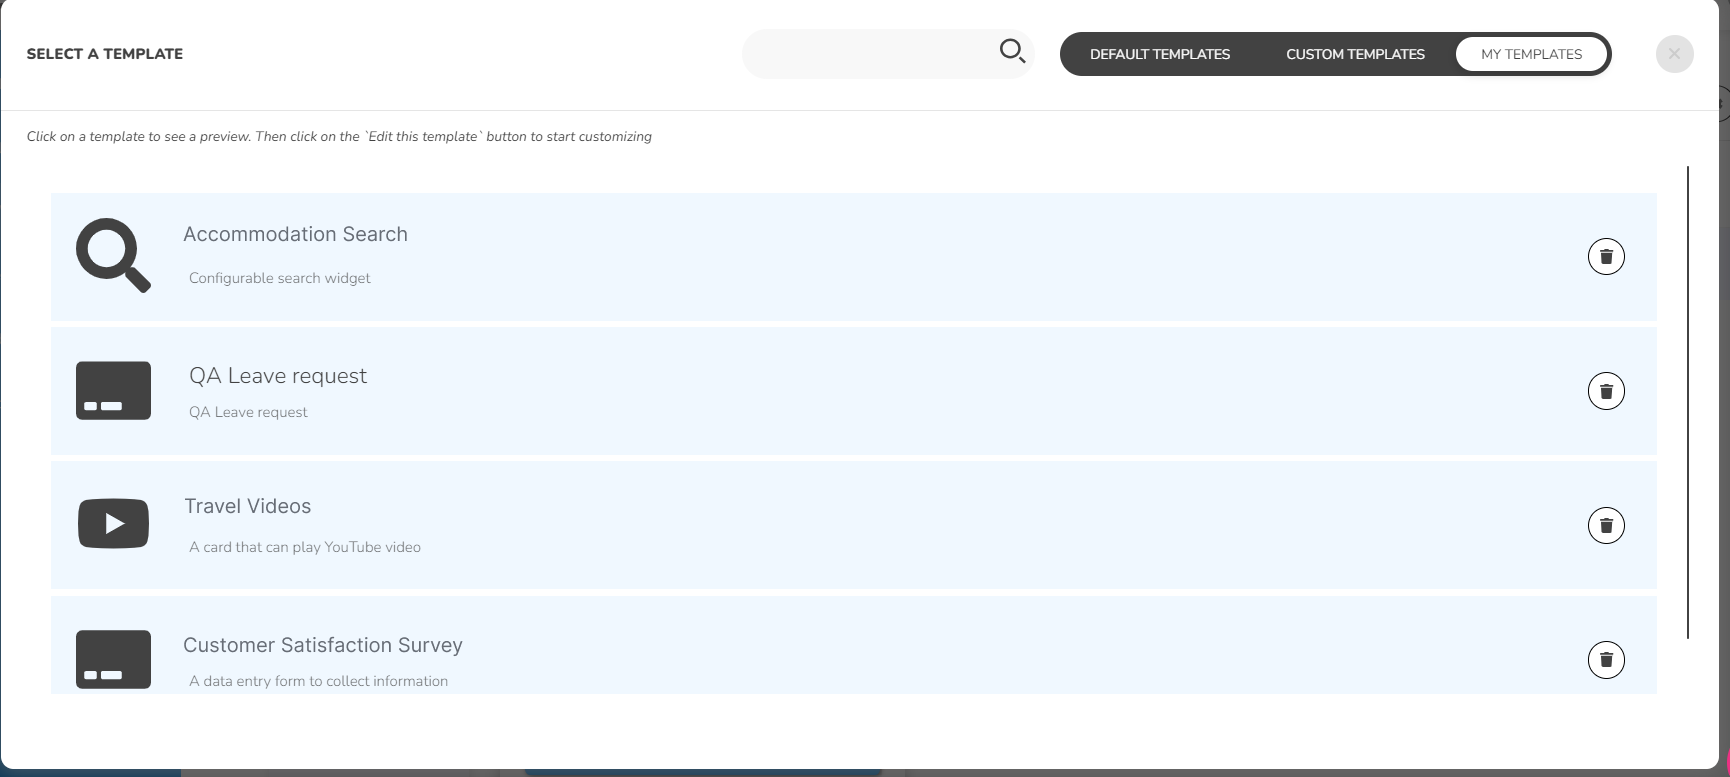 SELECT A TEMPLATE
DEFAULT TEMPLATES
CUSTOM TEMPLATES
MY TEMPLATES
Click on a template to see a preview. Then click on the `Edit this template` button to start customizing
Accommodation Search
Configurable search widget
QA Leave request
QA Leave request
Travel Videos
A card that can play YouTube video
Customer Satisfaction Survey
A data entry form to collect information